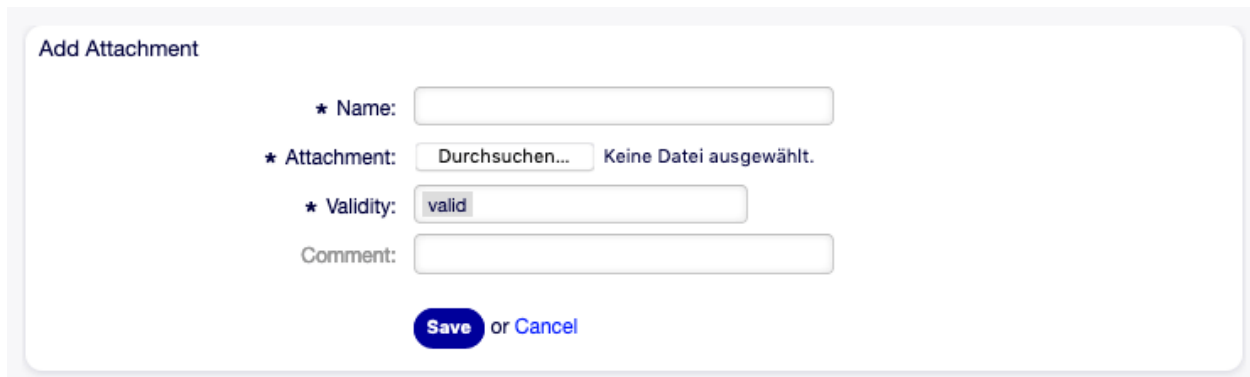 Add Attachment
* Name:
* Attachment: Durchsuchen... Keine Datei ausgewählt.
* Validity: valid
Comment:
Save or Cancel